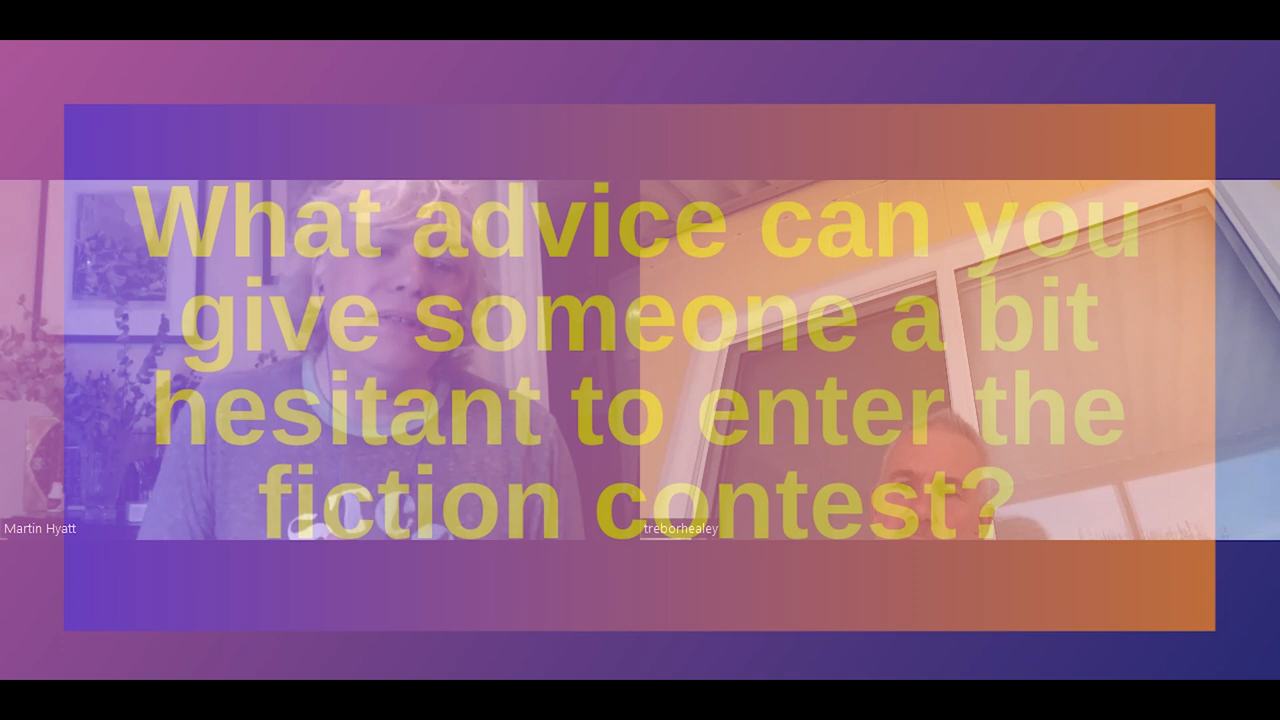 What advice can you
give someone a bit
hesitant to enter the
fiction contest?
Martin Hyatt
treborhealey